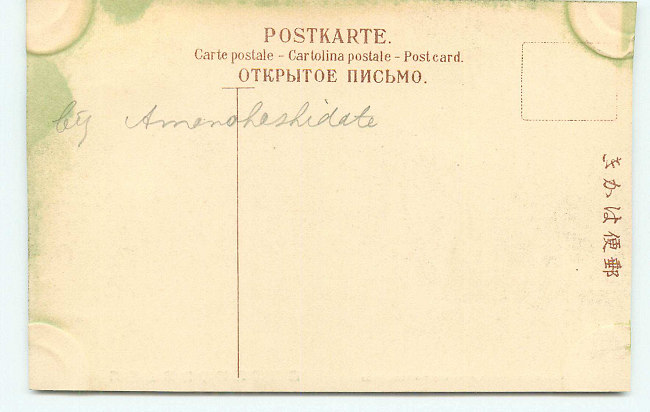 POSTKARTE.
Carte postale – Cartolina postale – Post card.
ОТКРЫТОЕ ПИСЬМО.
by Amanohashidate
郵便はかき